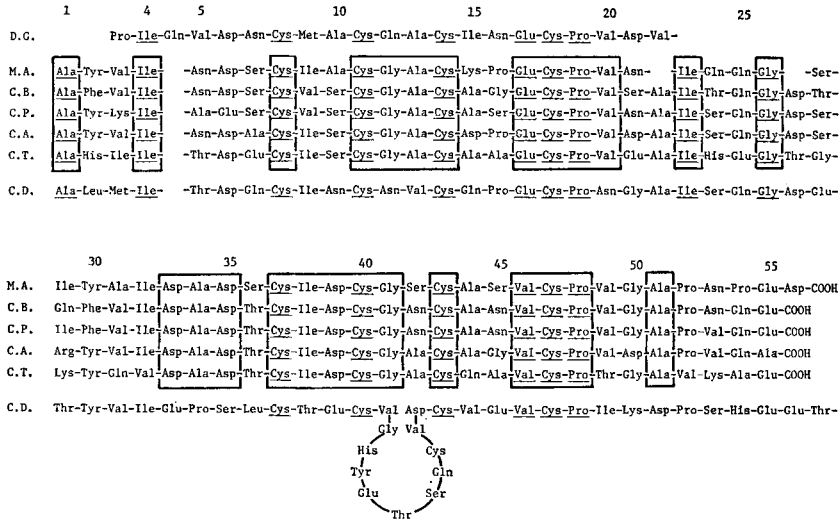 1 4 5 10 15 20 25
D.G. Pro-Ile-Gln-Val-Asp-Asn-Cys-Met-Ala-Cys-Gln-Ala-Cys-Ile-Asn-Glu-Cys-Pro-Val-Asp-Val-
M.A. Ala-Tyr-Val-Ile- -Asn-Asp-Ser-Cys-Ile-Ala-Cys-Gly-Ala-Cys-Lys-Pro-Glu-Cys-Pro-Val-Asn- -Ile-Gln-Gln-Gly- -Ser-
C.B. Ala-Phe-Val-Ile- -Asn-Asp-Ser-Cys-Val-Ser-Cys-Gly-Ala-Cys-Ala-Gly-Glu-Cys-Pro-Val-Ser-Ala-Ile-Thr-Gln-Gly-Asp-Thr-
C.P. Ala-Tyr-Lys-Ile- -Ala-Glu-Ser-Cys-Val-Ser-Cys-Gly-Ala-Cys-Ala-Ser-Glu-Cys-Pro-Val-Asn-Ala-Ile-Ser-Gln-Gly-Asp-Ser-
C.A. Ala-Tyr-Val-Ile- -Asn-Asp-Ala-Cys-Ile-Ser-Cys-Gly-Ala-Cys-Asp-Pro-Glu-Cys-Pro-Val-Asp-Ala-Ile-Ser-Gln-Gly-Asp-Ser-
C.T. Ala-His-Ile-Ile- -Thr-Asp-Glu-Cys-Ile-Ser-Cys-Gly-Ala-Cys-Ala-Ala-Glu-Cys-Pro-Val-Glu-Ala-Ile-His-Glu-Gly-Thr-Gly-
C.D. Ala-Leu-Met-Ile- -Thr-Asp-Gln-Cys-Ile-Asn-Cys-Asn-Val-Cys-Gln-Pro-Glu-Cys-Pro-Asn-Gly-Ala-Ile-Ser-Gln-Gly-Asp-Glu-
30 35 40 45 50 55
M.A. Ile-Tyr-Ala-Ile-Asp-Ala-Asp-Ser-Cys-Ile-Asp-Cys-Gly-Ser-Cys-Ala-Ser-Val-Cys-Pro-Val-Gly-Ala-Pro-Asn-Pro-Glu-Asp-COOH
C.B. Gln-Phe-Val-Ile-Asp-Ala-Asp-Thr-Cys-Ile-Asp-Cys-Gly-Asn-Cys-Ala-Asn-Val-Cys-Pro-Val-Gly-Ala-Pro-Asn-Gln-Glu-COOH
C.P. Ile-Phe-Val-Ile-Asp-Ala-Asp-Thr-Cys-Ile-Asp-Cys-Gly-Asn-Cys-Ala-Asn-Val-Cys-Pro-Val-Gly-Ala-Pro-Val-Gln-Glu-COOH
C.A. Arg-Tyr-Val-Ile-Asp-Ala-Asp-Thr-Cys-Ile-Asp-Cys-Gly-Ala-Cys-Ala-Gly-Val-Cys-Pro-Val-Asp-Ala-Pro-Val-Gln-Ala-COOH
C.T. Lys-Tyr-Gln-Val-Asp-Ala-Asp-Thr-Cys-Ile-Asp-Cys-Gly-Ala-Cys-Gln-Ala-Val-Cys-Pro-Thr-Gly-Ala-Val-Lys-Ala-Glu-COOH
C.D. Thr-Tyr-Val-Ile-Glu-Pro-Ser-Leu-Cys-Thr-Glu-Cys-Val Asp-Cys-Val-Glu-Val-Cys-Pro-Ile-Lys-Asp-Pro-Ser-His-Glu-Glu-Thr-
Gly Val
His Cys
Tyr Gln
Glu Ser
Thr